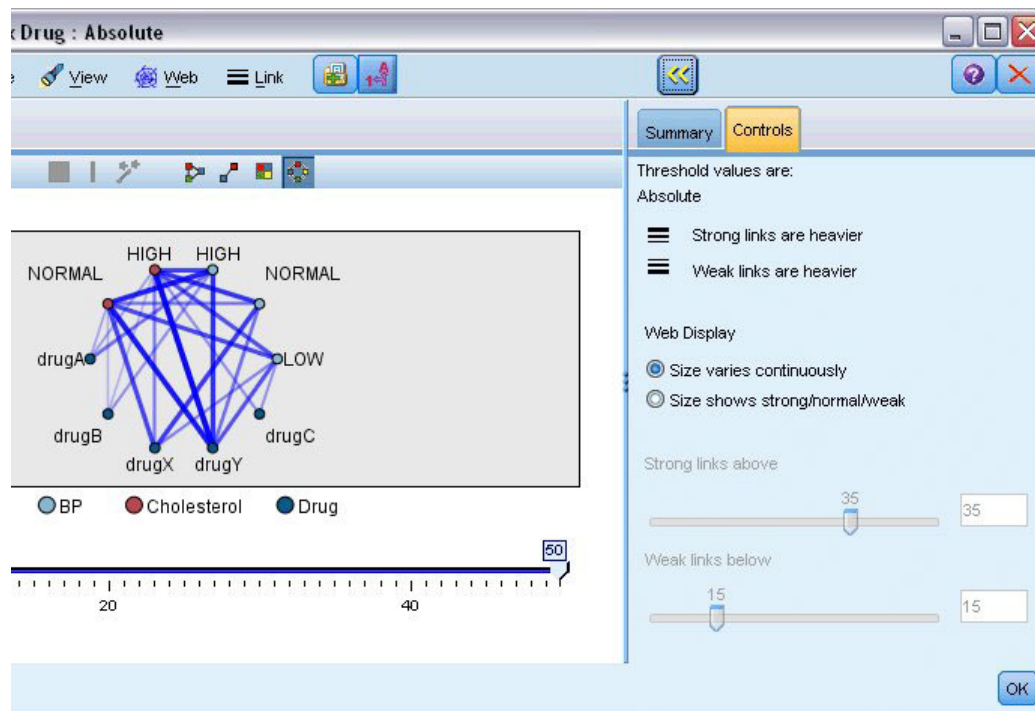 Drug : Absolute
View Web Link
Summary Controls
Threshold values are:
Absolute
Strong links are heavier
Weak links are heavier
Web Display
Size varies continuously
Size shows strong/normal/weak
Strong links above
35
35
Weak links below
15
15
OK
HIGH HIGH
NORMAL NORMAL
drugA LOW
drugB drugC
drugX drugY
BP Cholesterol Drug
50
20 40